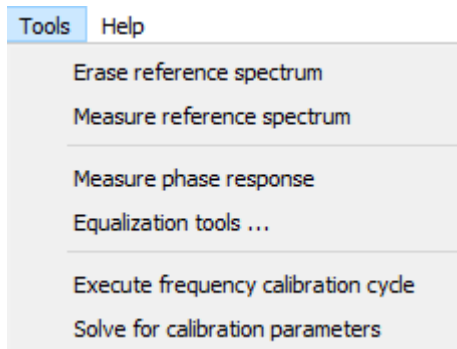 Tools Help
Erase reference spectrum
Measure reference spectrum
Measure phase response
Equalization tools ...
Execute frequency calibration cycle
Solve for calibration parameters